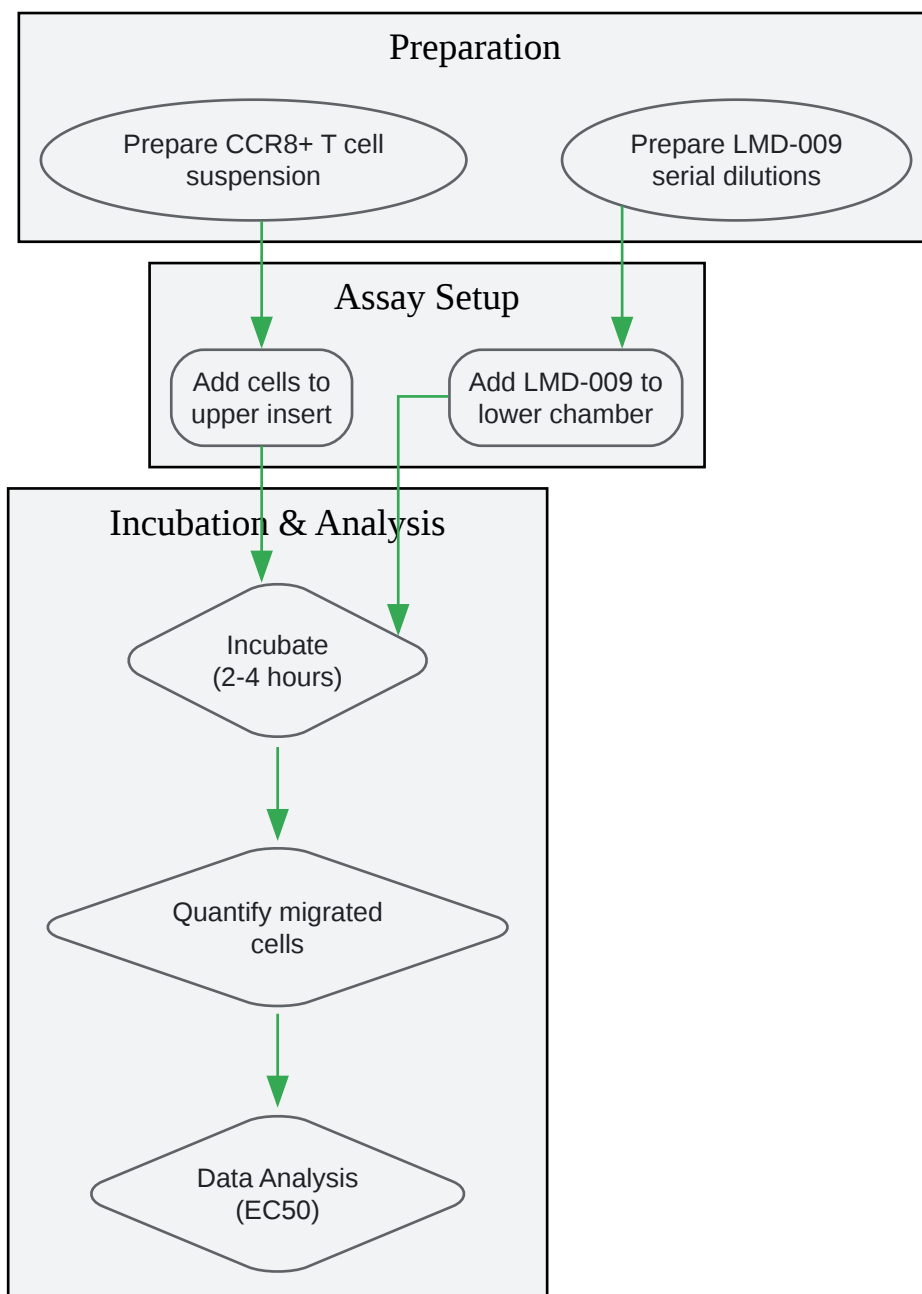 Preparation
Prepare CCR8+ T cell
suspension
Prepare LMD-009
serial dilutions
Assay Setup
Add cells to
upper insert
Add LMD-009 to
lower chamber
Incubation & Analysis
Incubate
(2-4 hours)
Quantify migrated
cells
Data Analysis
(EC50)